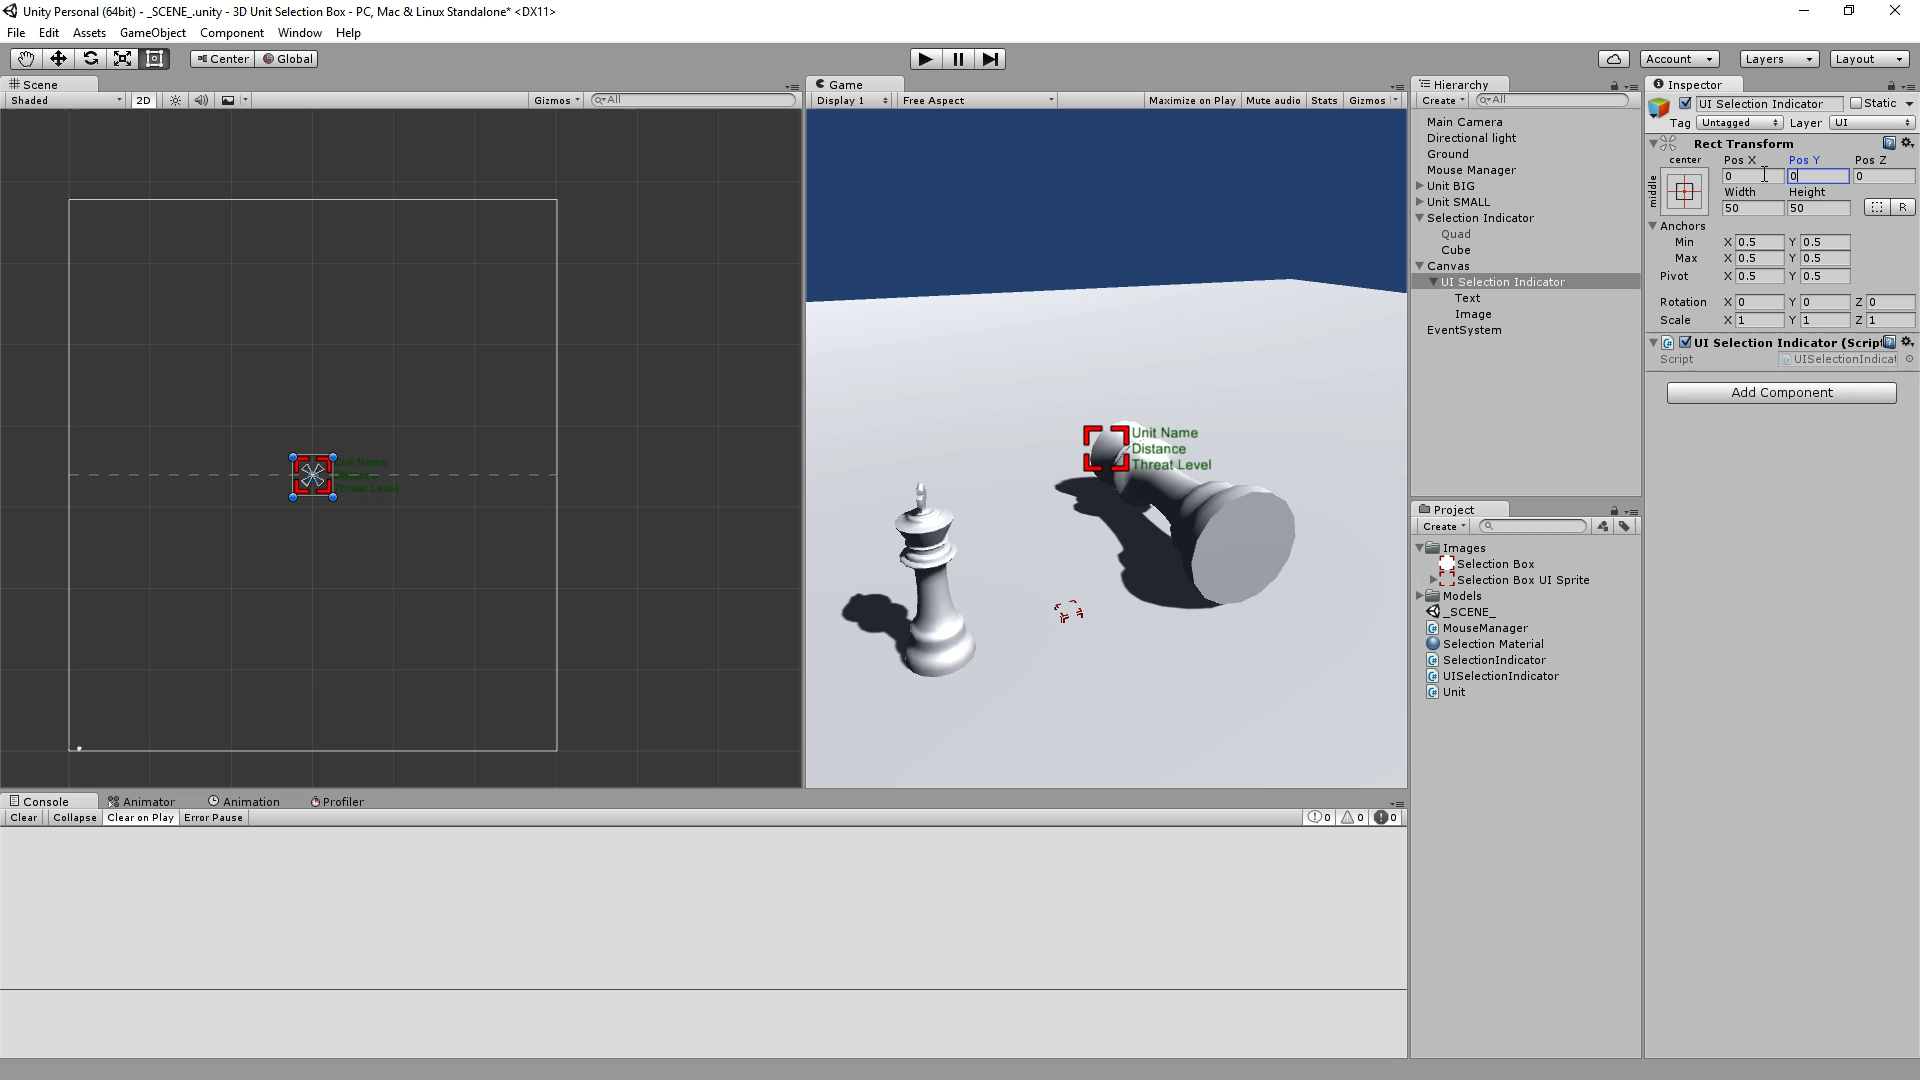 Unity Personal (64bit) - _SCENE_.unity - 3D Unit Selection Box - PC, Mac & Linux Standalone* <DX11>
File Edit Assets GameObject Component Window Help
Center Global
Account Layers Layout
Scene
Shaded 2D Gizmos All
Game
Display 1 Free Aspect Maximize on Play Mute audio Stats Gizmos
Unit Name
Distance
Threat Level
Unit Name
Distance
Threat Level
Hierarchy
Create All
Main Camera
Directional light
Ground
Mouse Manager
Unit BIG
Unit SMALL
Selection Indicator
Quad
Cube
Canvas
UI Selection Indicator
Text
Image
EventSystem
Project
Create
Images
Selection Box
Selection Box UI Sprite
Models
_SCENE_
MouseManager
Selection Material
SelectionIndicator
UISelectionIndicator
Unit
Inspector
UI Selection Indicator Static
Tag Untagged Layer UI
Rect Transform
center Pos X Pos Y Pos Z
middle 0 0 0
Width Height
50 50 R
Anchors
Min X 0.5 Y 0.5
Max X 0.5 Y 0.5
Pivot X 0.5 Y 0.5
Rotation X 0 Y 0 Z 0
Scale X 1 Y 1 Z 1
UI Selection Indicator (Script
Script UISelectionIndicat
Add Component
Console Animator Animation Profiler
Clear Collapse Clear on Play Error Pause 0 0 0